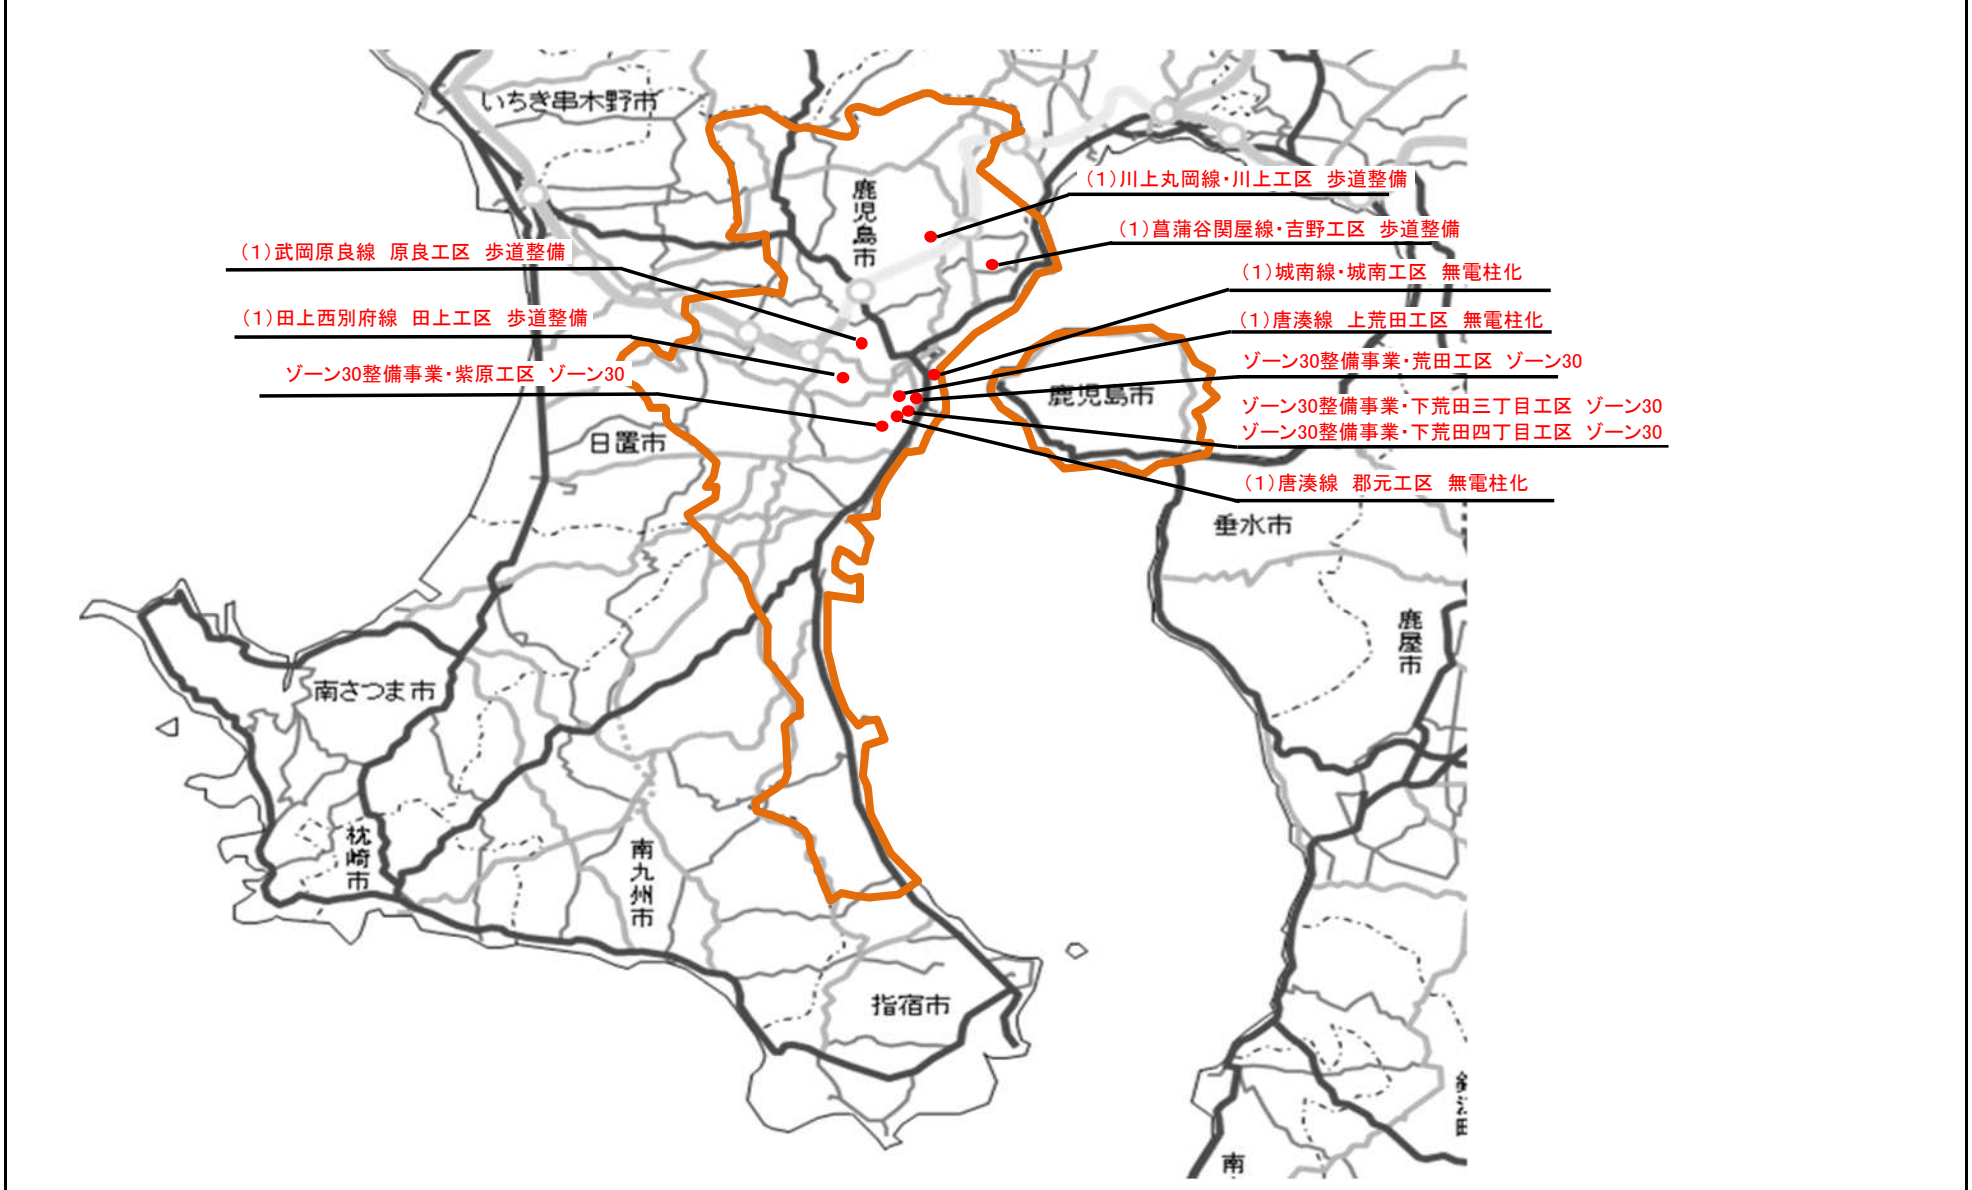 いちき串木野市
鹿児島市
(1)川上丸岡線・川上工区 歩道整備
(1)菖蒲谷関屋線・吉野工区 歩道整備
(1)武岡原良線 原良工区 歩道整備
(1)城南線・城南工区 無電柱化
(1)田上西別府線 田上工区 歩道整備
(1)唐湊線 上荒田工区 無電柱化
ゾーン30整備事業・紫原工区 ゾーン30
ゾーン30整備事業・荒田工区 ゾーン30
鹿児島市
ゾーン30整備事業・下荒田三丁目工区 ゾーン30
ゾーン30整備事業・下荒田四丁目工区 ゾーン30
日置市
(1)唐湊線 郡元工区 無電柱化
垂水市
鹿屋市
南さつま市
枕崎市
南九州市
指宿市
南